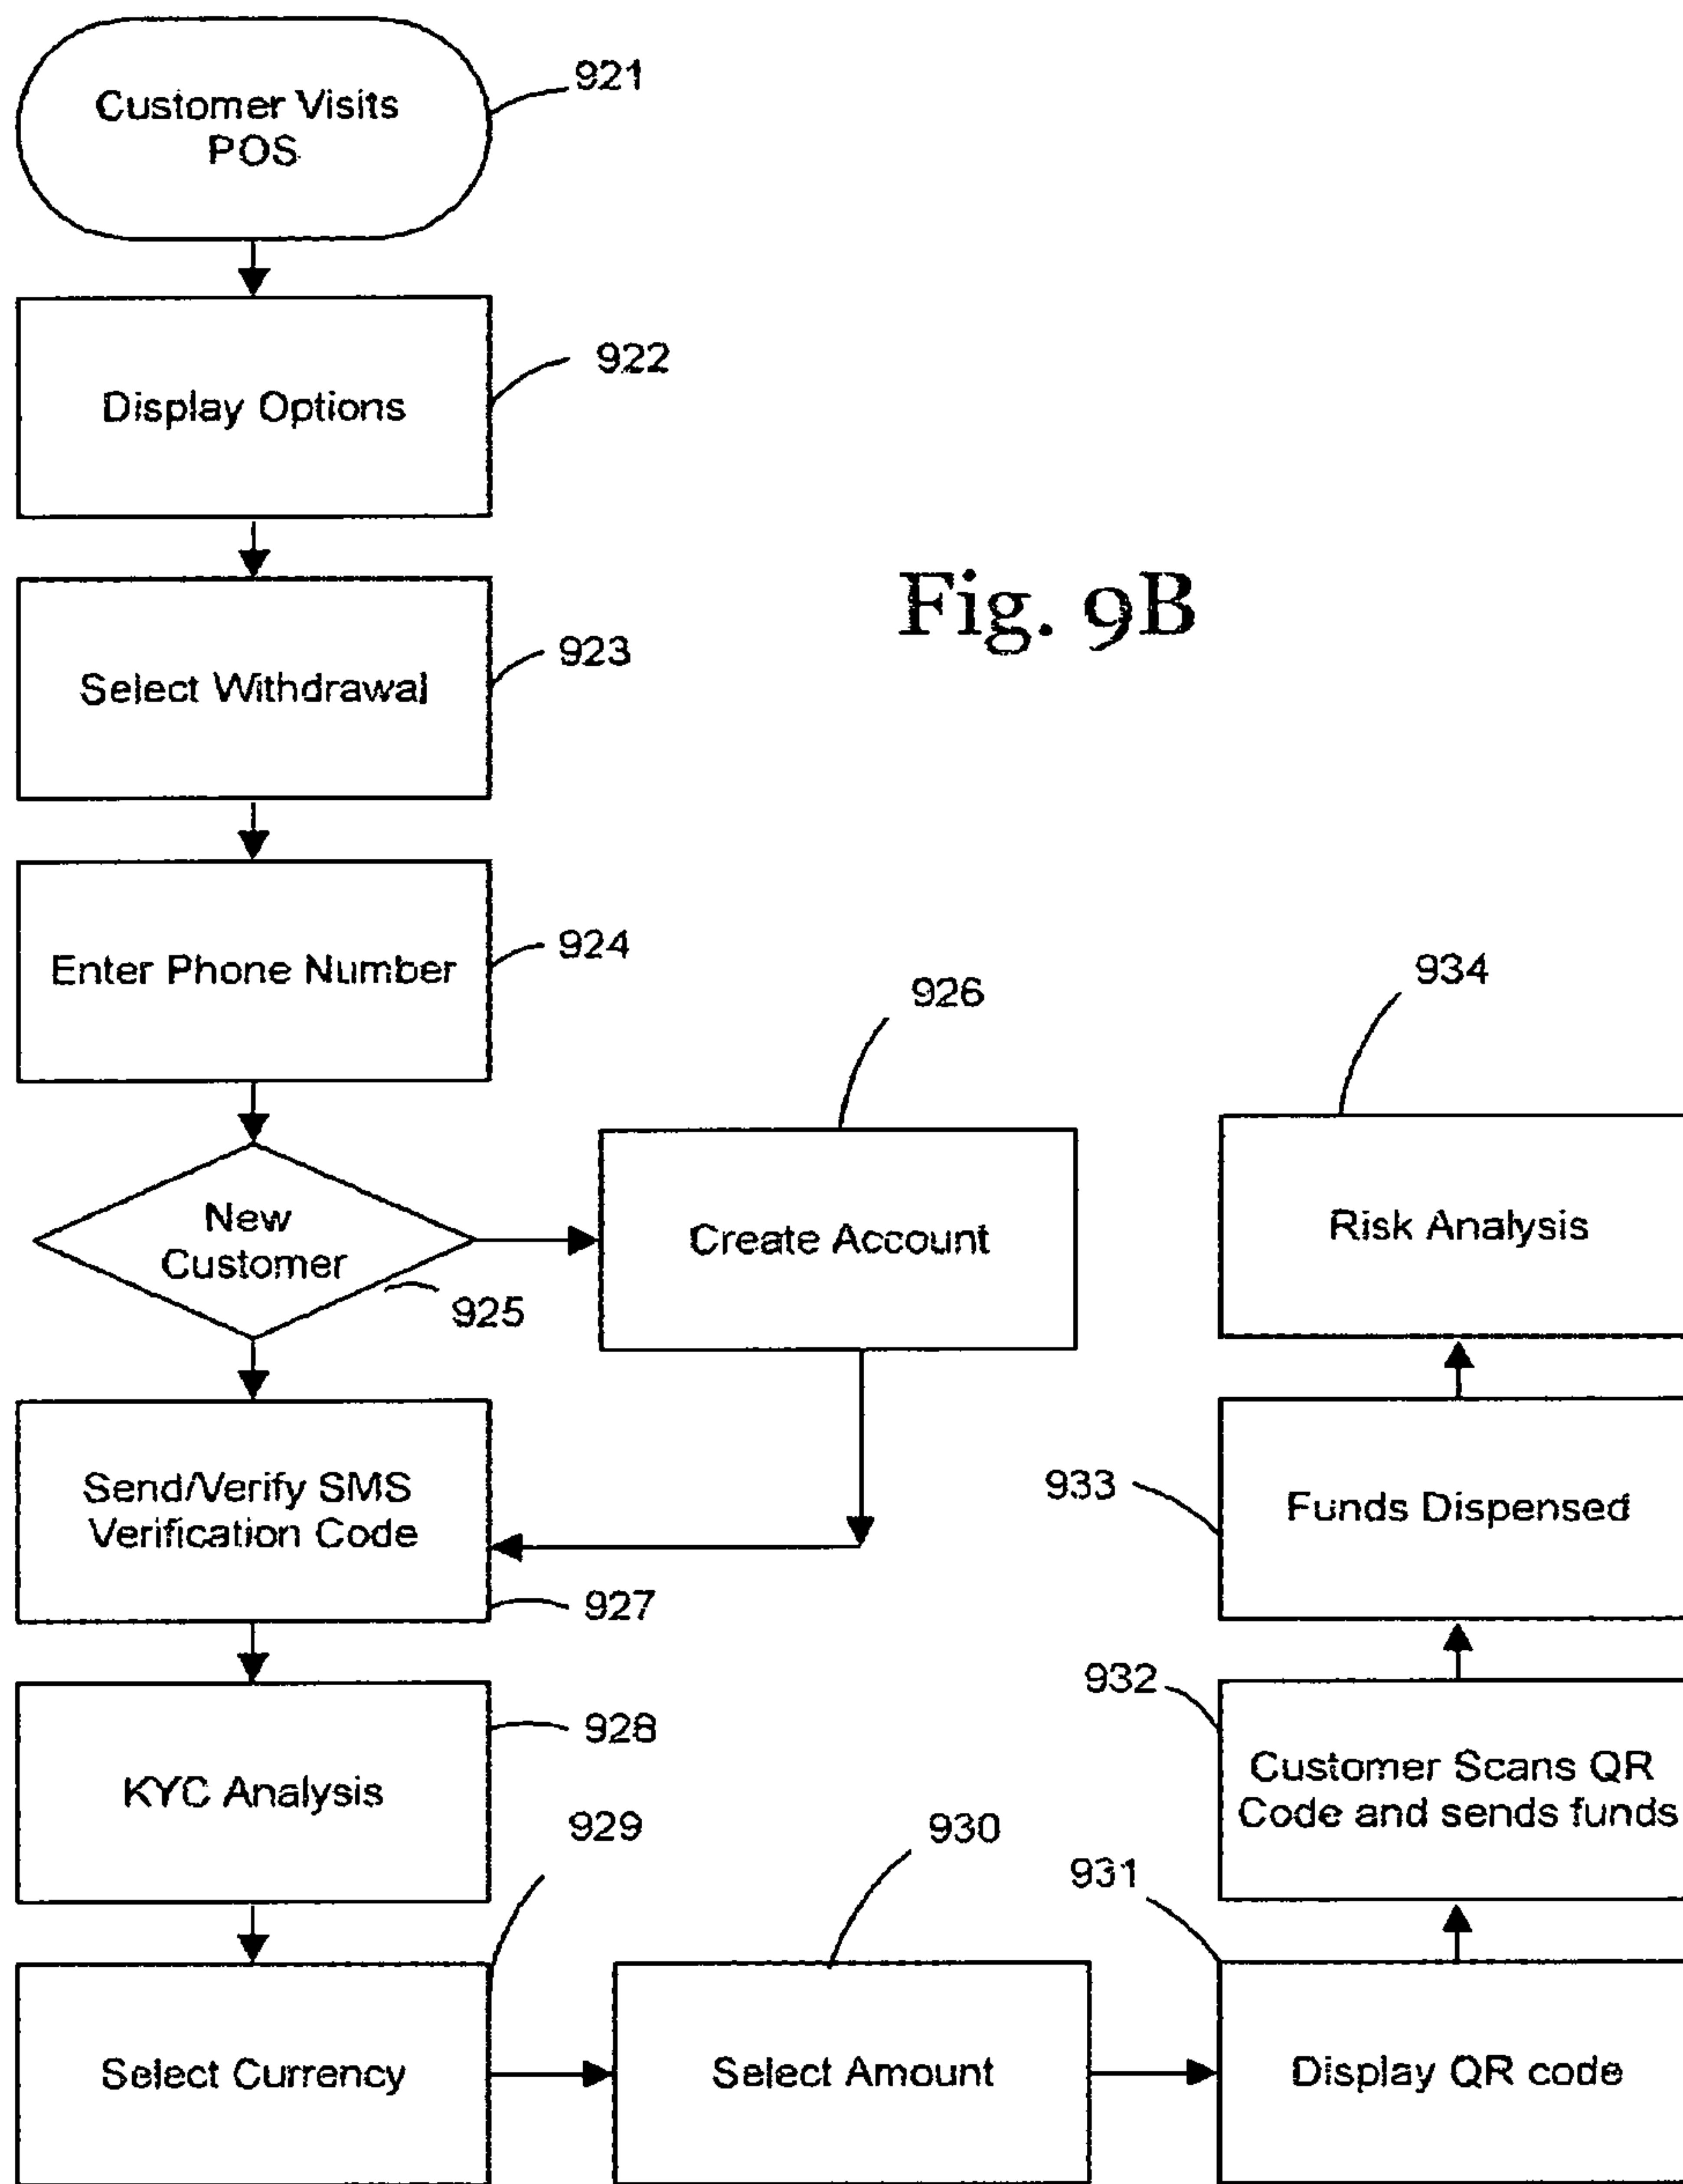 Customer Visits
POS
921
Display Options
922
Fig. 9B
Select Withdrawal
923
Enter Phone Number
924
926
934
New
Customer
925
Create Account
Risk Analysis
Send/Verify SMS
Verification Code
927
933
Funds Dispensed
KYC Analysis
928
932
Customer Scans QR
Code and sends funds
929
930
931
Select Currency
Select Amount
Display QR code